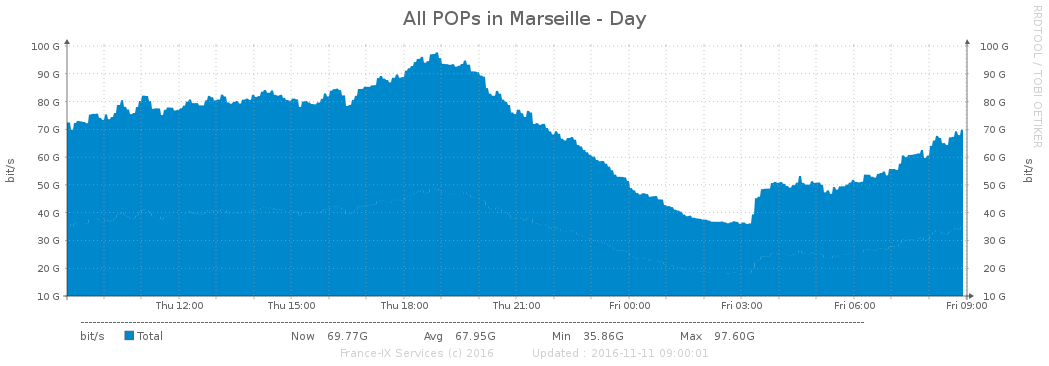 All POPs in Marseille - Day
RRDTOOL / TOBI OETIKER
100 G 100 G
90 G 90 G
80 G 80 G
70 G 70 G
60 G 60 G
50 G 50 G
40 G 40 G
30 G 30 G
20 G 20 G
10 G 10 G
bit/s
bit/s
Thu 12:00 Thu 15:00 Thu 18:00 Thu 21:00 Fri 00:00 Fri 03:00 Fri 06:00 Fri 09:00
bit/s Total Now 69.77G Avg 67.95G Min 35.86G Max 97.60G
France-IX Services (c) 2016 Updated : 2016-11-11 09:00:01